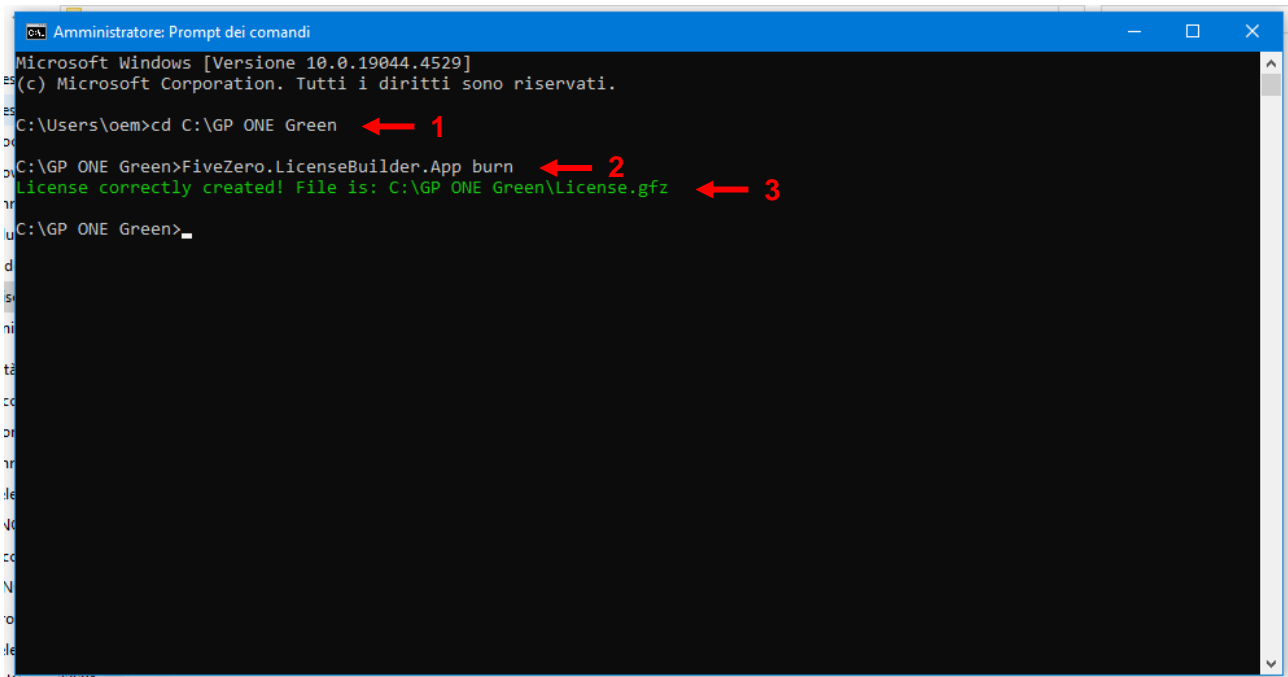 Amministratore: Prompt dei comandi
Microsoft Windows [Versione 10.0.19044.4529]
(c) Microsoft Corporation. Tutti i diritti sono riservati.
C:\Users\oem>cd C:\GP ONE Green 1
C:\GP ONE Green>FiveZero.LicenseBuilder.App burn 2
License correctly created! File is: C:\GP ONE Green\License.gfz 3
C:\GP ONE Green>